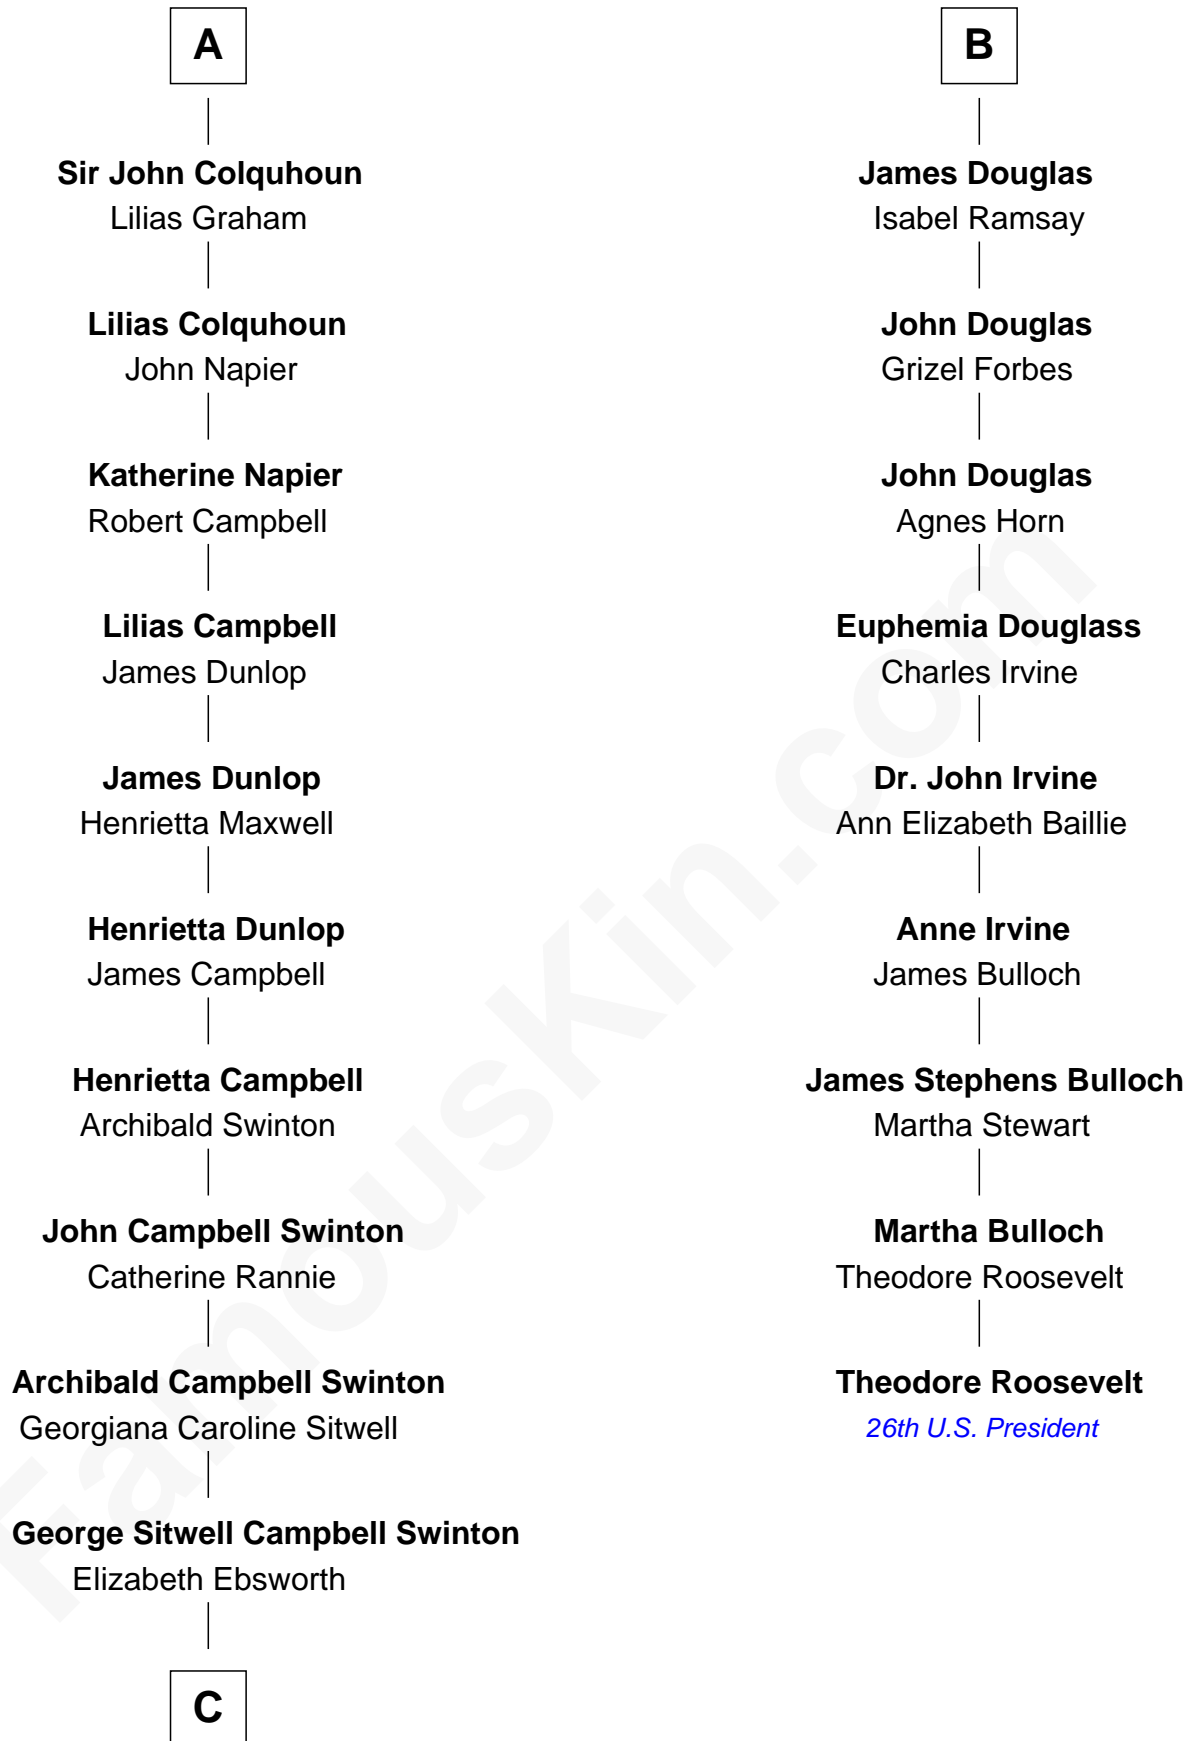 A
Sir John Colquhoun
Lilias Graham
Lilias Colquhoun
John Napier
Katherine Napier
Robert Campbell
Lilias Campbell
James Dunlop
James Dunlop
Henrietta Maxwell
Henrietta Dunlop
James Campbell
Henrietta Campbell
Archibald Swinton
John Campbell Swinton
Catherine Rannie
Archibald Campbell Swinton
Georgiana Caroline Sitwell
George Sitwell Campbell Swinton
Elizabeth Ebsworth
C
B
James Douglas
Isabel Ramsay
John Douglas
Grizel Forbes
John Douglas
Agnes Horn
Euphemia Douglass
Charles Irvine
Dr. John Irvine
Ann Elizabeth Baillie
Anne Irvine
James Bulloch
James Stephens Bulloch
Martha Stewart
Martha Bulloch
Theodore Roosevelt
Theodore Roosevelt
26th U.S. President
FamousKin.com